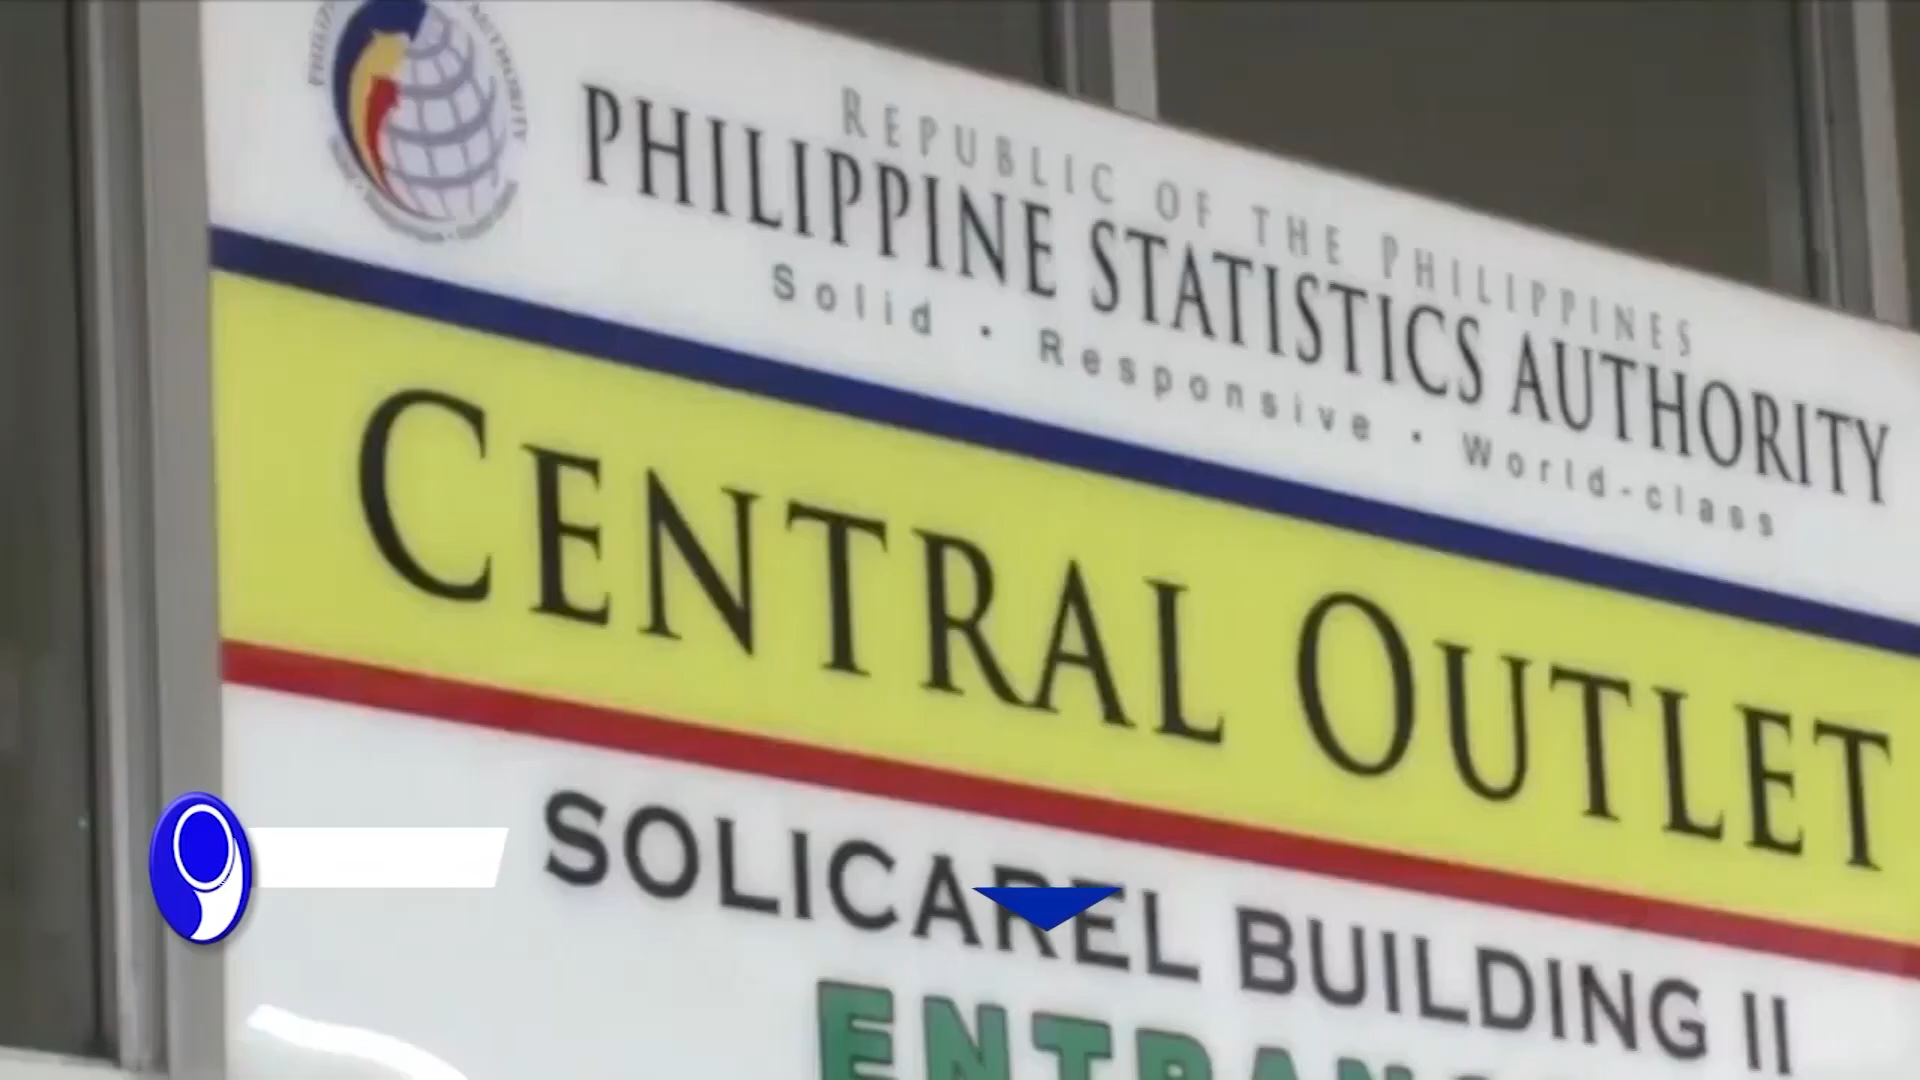 REPUBLIC OF THE PHILIPPINES
PHILIPPINE STATISTICS AUTHORITY
Solid • Responsive • World-class
CENTRAL OUTLET
SOLICAREL BUILDING II